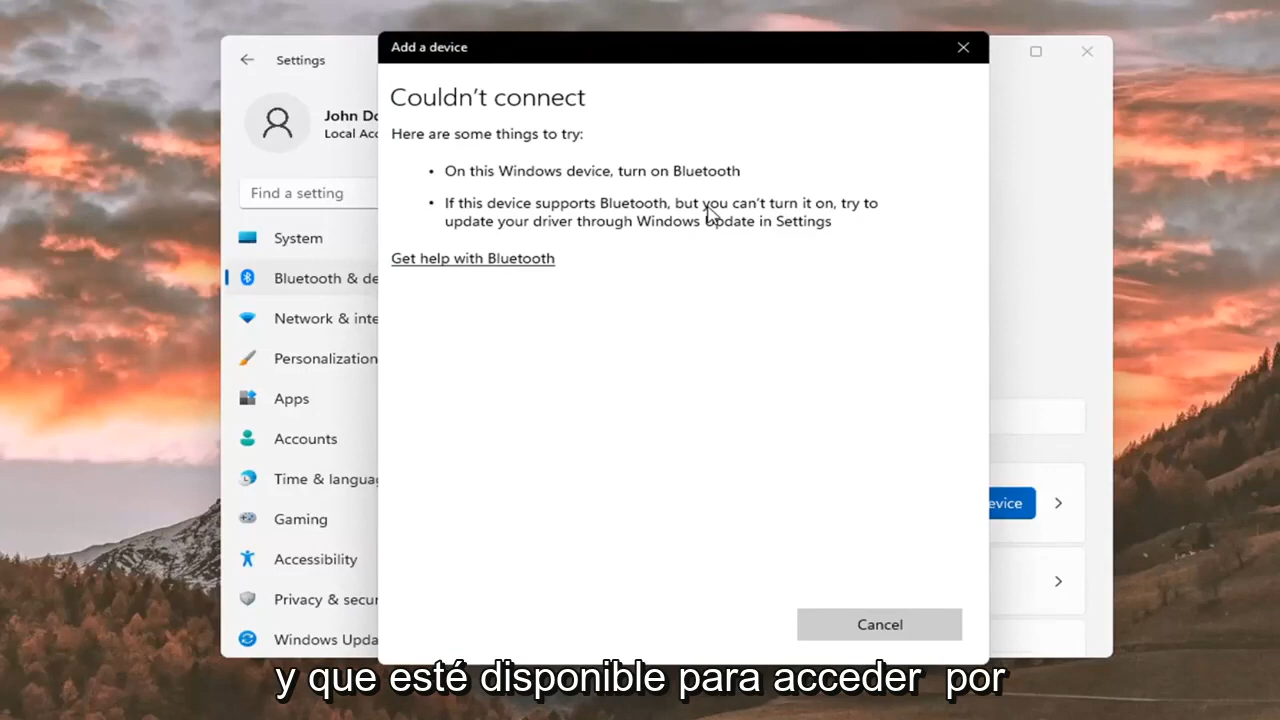 Add a device
Settings
John Do
Local Acc
Find a setting
System
Bluetooth & de
Network & inte
Personalization
Apps
Accounts
Time & langua
Gaming
Accessibility
Privacy & secur
Windows Upda
Couldn't connect
Here are some things to try:
• On this Windows device, turn on Bluetooth
• If this device supports Bluetooth, but you can't turn it on, try to
update your driver through Windows Update in Settings
Get help with Bluetooth
evice
Cancel
y que esté disponible para acceder por